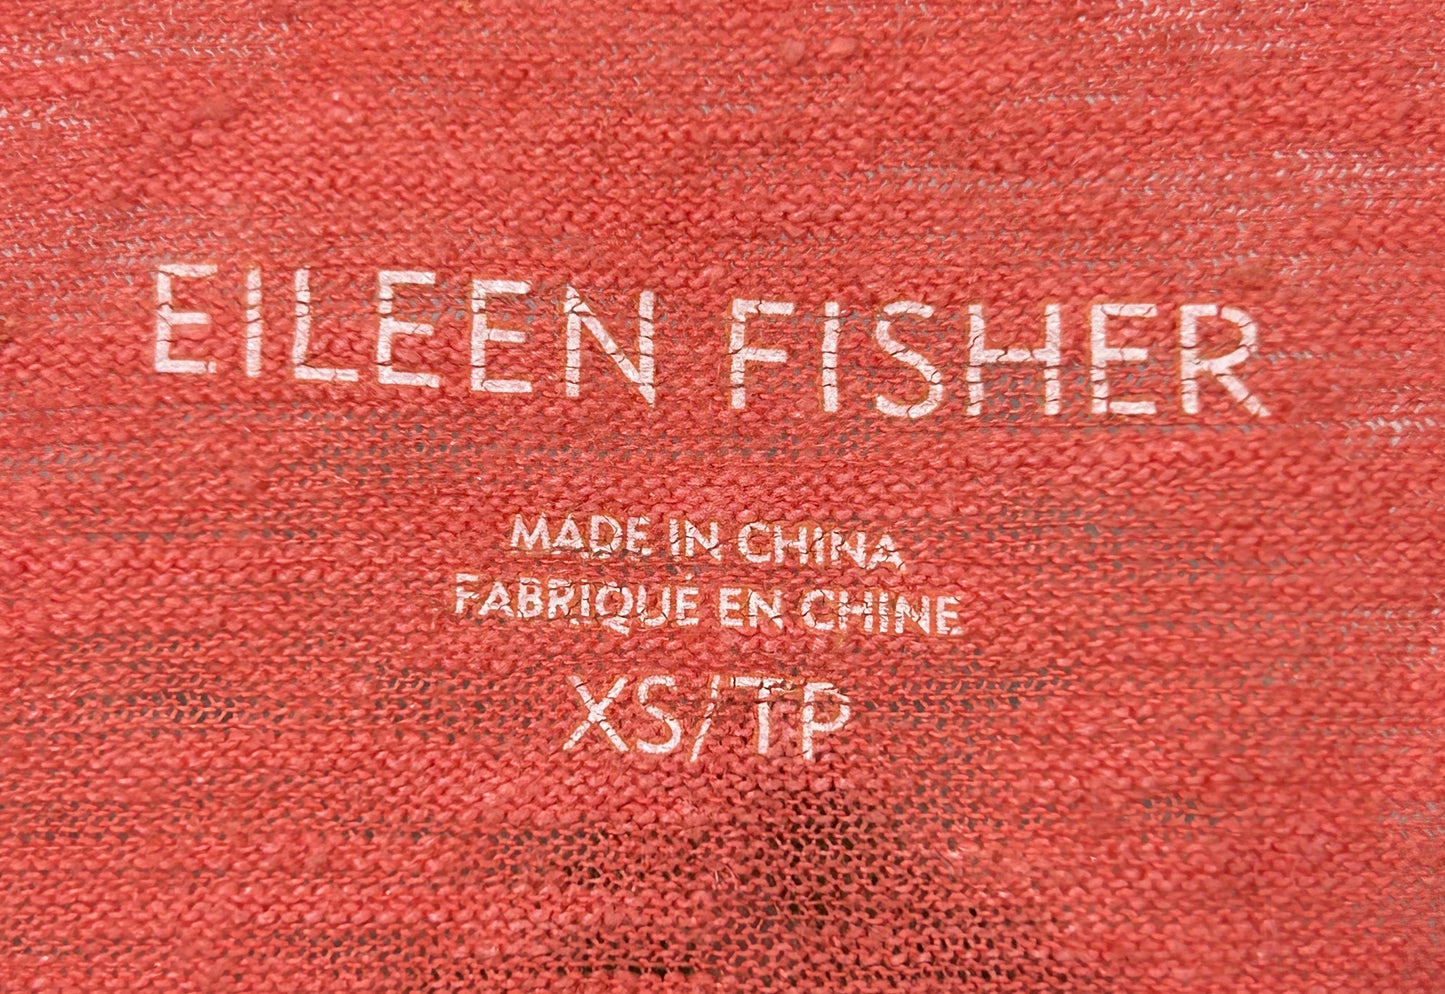 EILEEN FISHER
MADE IN CHINA
FABRIQUÉ EN CHINE
XS/TP